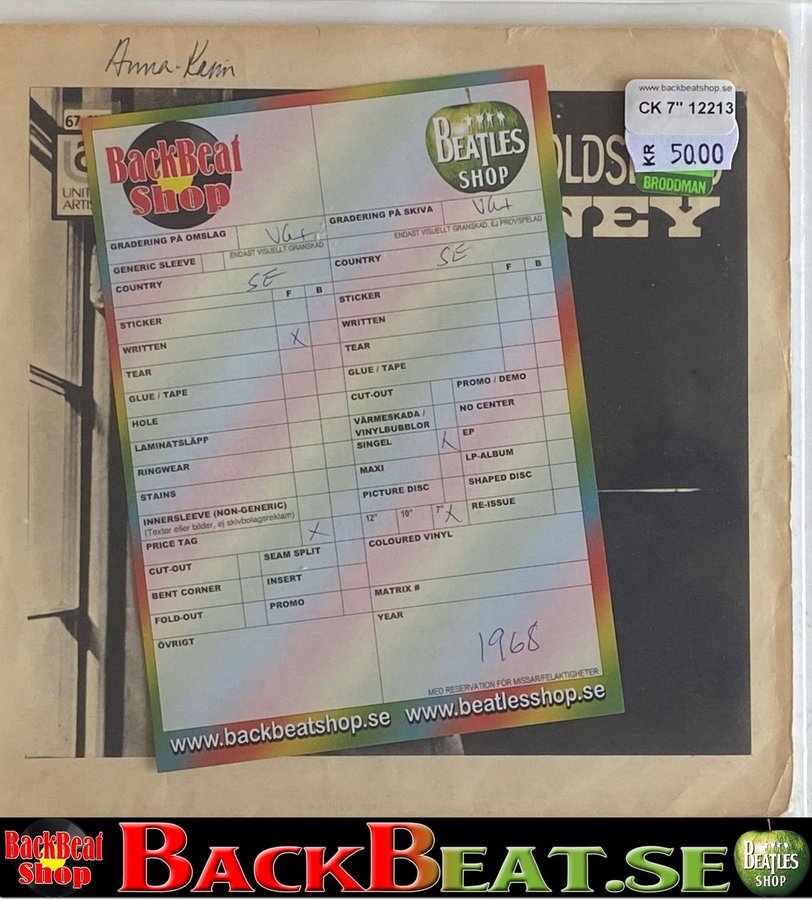 Anna-Karin
www.backbeatshop.se
CK 7" 12213
KR 50.00
BRODDMAN
67
UNIT
ARTIS
OLDS
NEY
BackBeat
Shop
BEATLES
SHOP
GRADERING PÅ OMSLAG VG+
ENDAST VISUELLT GRANSKAD
GENERIC SLEEVE
COUNTRY SE
F B
STICKER
WRITTEN X
TEAR
GLUE / TAPE
HOLE
LAMINATSLÄPP
RINGWEAR
STAINS
INNERSLEEVE (NON-GENERIC)
(Texter eller bilder, ej skivbolagsreklam)
PRICE TAG X
CUT-OUT SEAM SPLIT
BENT CORNER INSERT
FOLD-OUT PROMO
ÖVRIGT
GRADERING PÅ SKIVA VG+
ENDAST VISUELLT GRANSKAD, EJ PROVSPELAD
COUNTRY SE
F B
STICKER
WRITTEN
TEAR
GLUE / TAPE
CUT-OUT PROMO / DEMO
VÄRMESKADA / NO CENTER
VINYLBUBBLOR
SINGEL X EP
MAXI LP-ALBUM
PICTURE DISC SHAPED DISC
12" 10" 7" X RE-ISSUE
COLOURED VINYL
MATRIX #
YEAR
1968
MED RESERVATION FÖR MISSAR/FELAKTIGHETER
www.backbeatshop.se www.beatlesshop.se
BackBeat
Shop
BACKBEAT.SE
BEATLES
SHOP